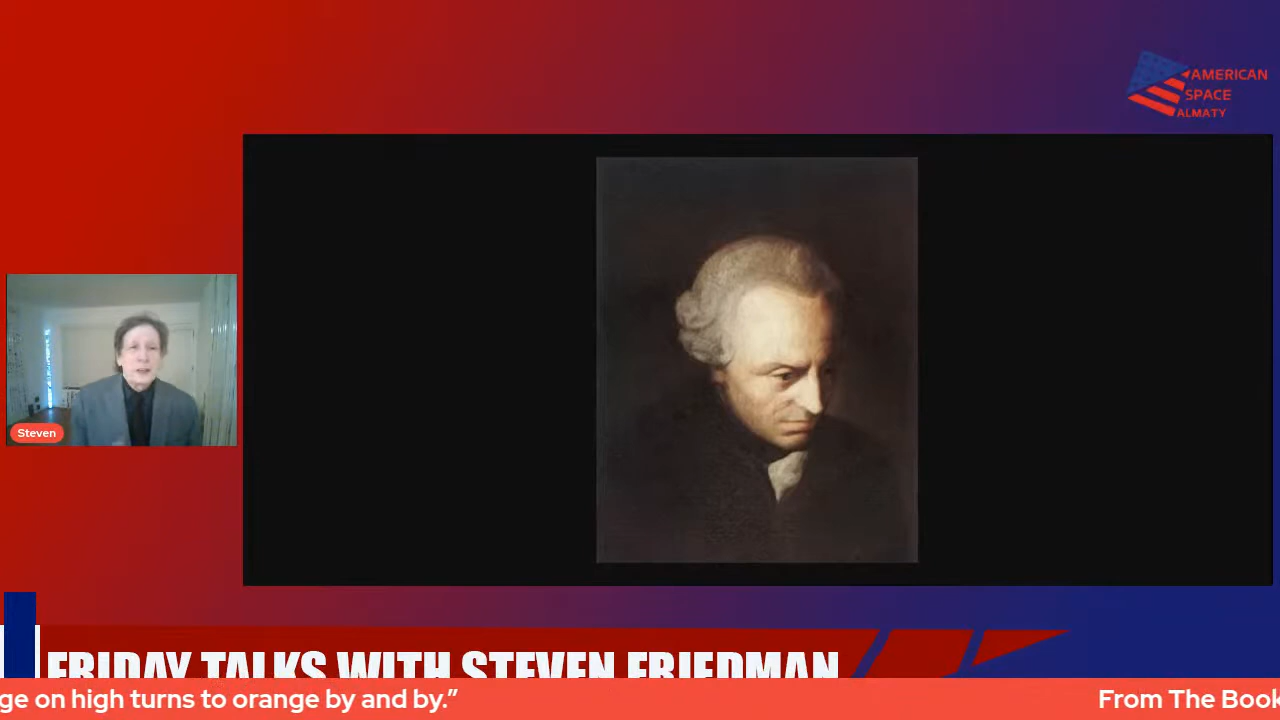 AMERICAN
SPACE
ALMATY
Steven
FRIDAY TALKS WITH STEVEN FRIEDMAN
ge on high turns to orange by and by.” From The Book